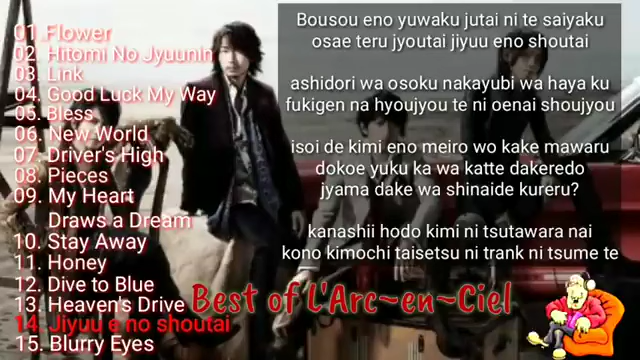 01.Flower
02. Hitomi No Jyuunin
03. Link
04. Good Luck My Way
05. Bless
06. New World
07. Driver's High
08. Pieces
09. My Heart
Draws a Dream
10. Stay Away
11. Honey
12. Dive to Blue
13. Heaven's Drive
14. Jiyuu e no shoutai
15. Blurry Eyes
Bousou eno yuwaku jutai ni te saiyaku
osae teru jyoutai jiyuu eno shoutai
ashidori wa osoku nakayubi wa haya ku
fukigen na hyoujyou te ni oenai shoujyou
isoi de kimi eno meiro wo kake mawaru
dokoe yuku ka wa katte dakeredo
jyama dake wa shinaide kureru?
kanashii hodo kimi ni tsutawara nai
kono kimochi taisetsu ni trank ni tsume te
Best of L'Arc~en~Ciel